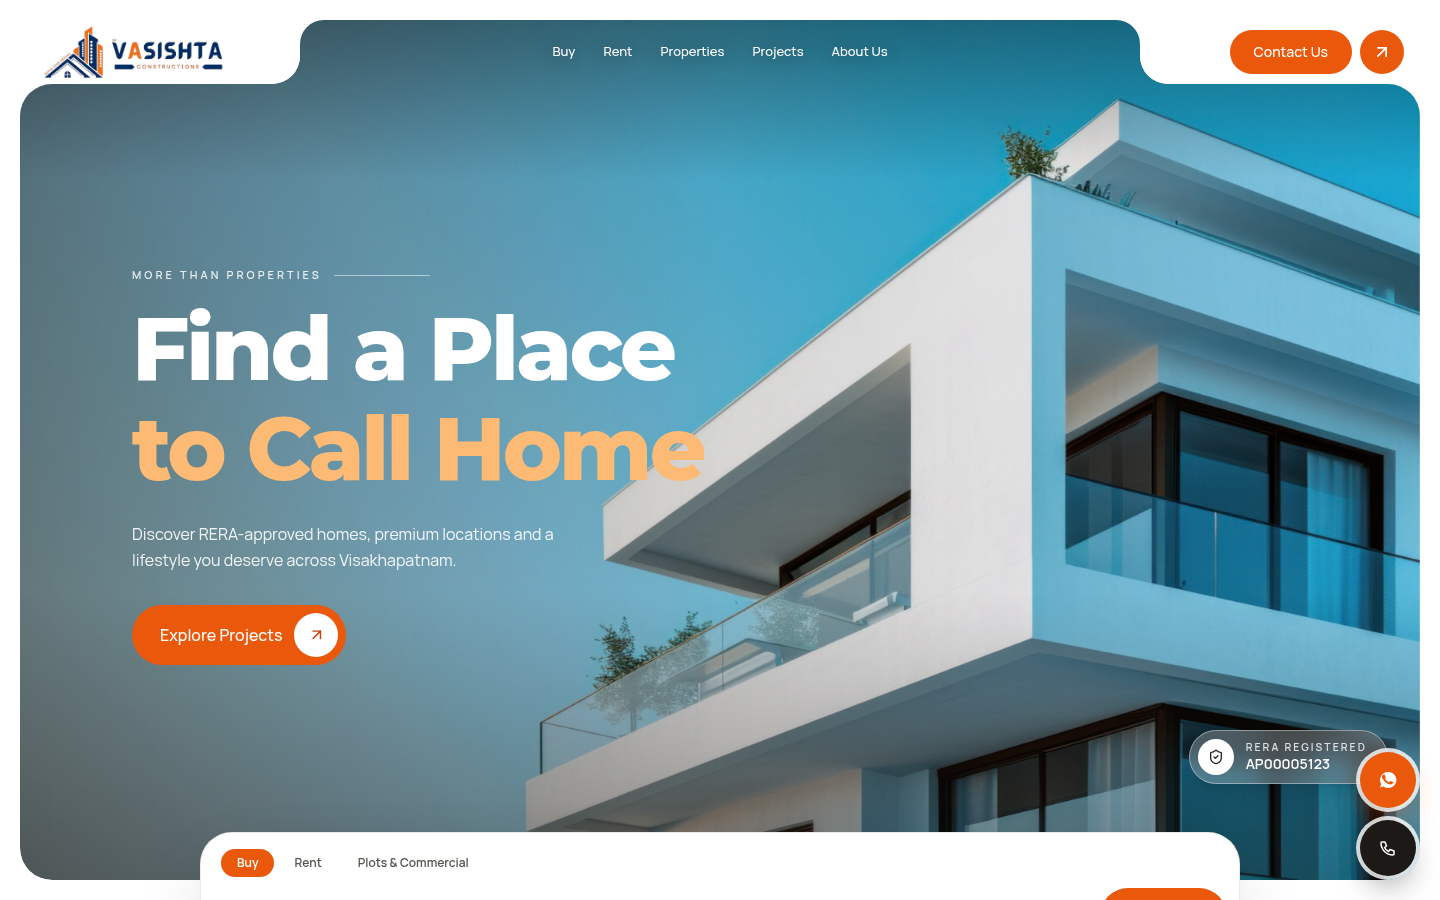 VASISHTA
CONSTRUCTIONS
Buy
Rent
Properties
Projects
About Us
Contact Us
MORE THAN PROPERTIES
Find a Place
to Call Home
Discover RERA-approved homes, premium locations and a
lifestyle you deserve across Visakhapatnam.
Explore Projects
RERA REGISTERED
AP00005123
Buy
Rent
Plots & Commercial